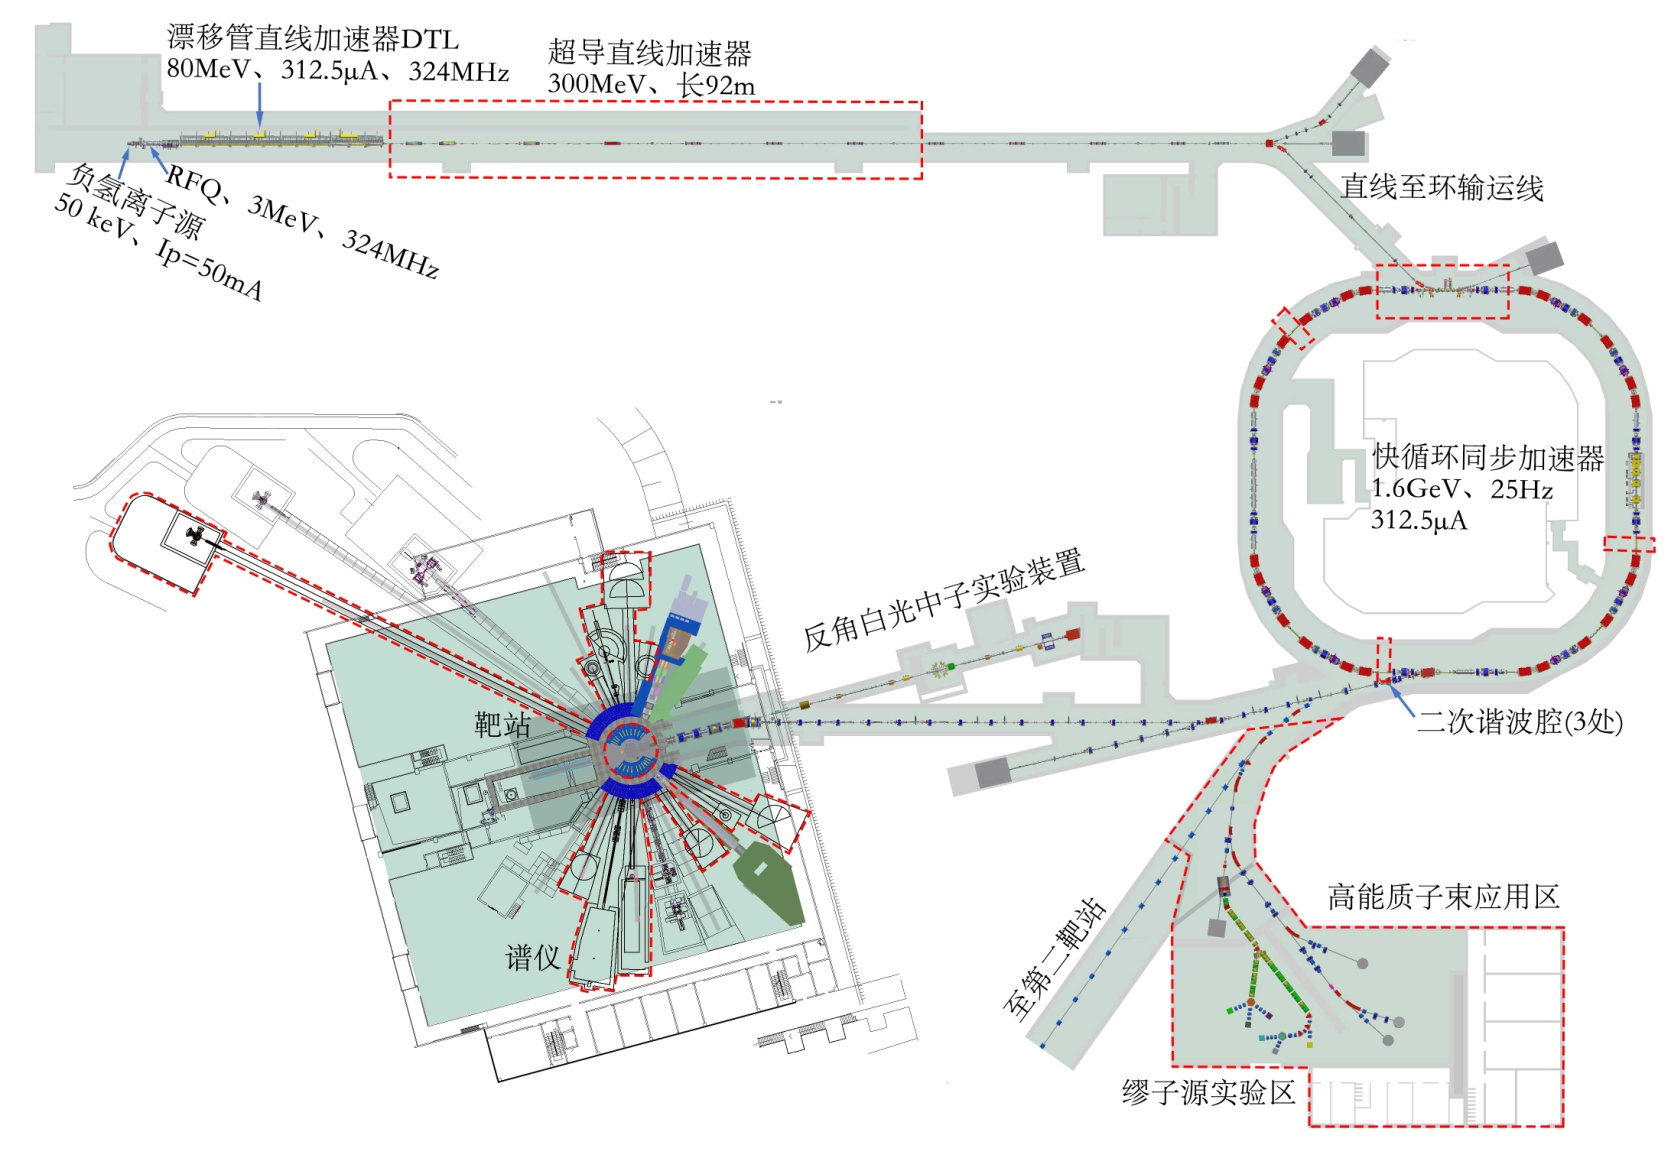 漂移管直线加速器DTL
80MeV、312.5μA、324MHz
超导直线加速器
300MeV、长92m
负氢离子源
50 keV、Ip=50mA
RFQ、3MeV、324MHz
直线至环输运线
快循环同步加速器
1.6GeV、25Hz
312.5μA
反角白光中子实验装置
靶站
二次谐波腔(3处)
谱仪
至第二靶站
高能质子束应用区
缪子源实验区